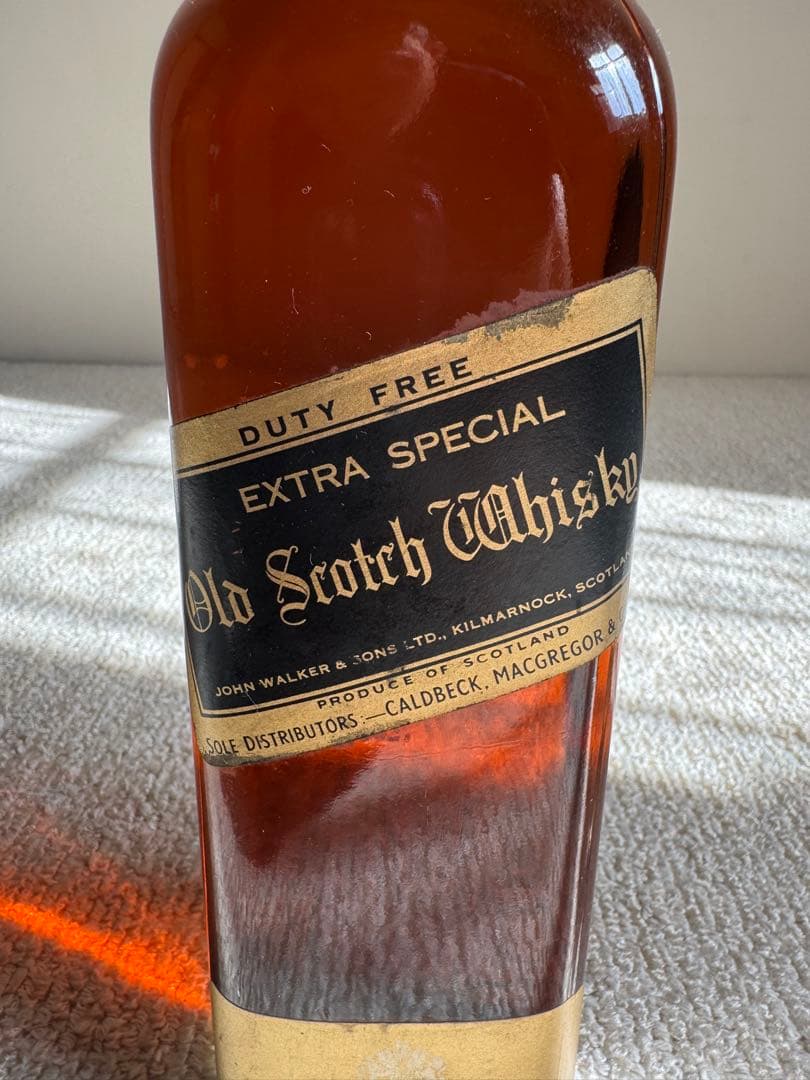 DUTY FREE
EXTRA SPECIAL
Old Scotch Whisky
JOHN WALKER & SONS LTD., KILMARNOCK, SCOTLAN
PRODUCE OF SCOTLAND
SOLE DISTRIBUTORS:—CALDBECK, MACGREGOR &